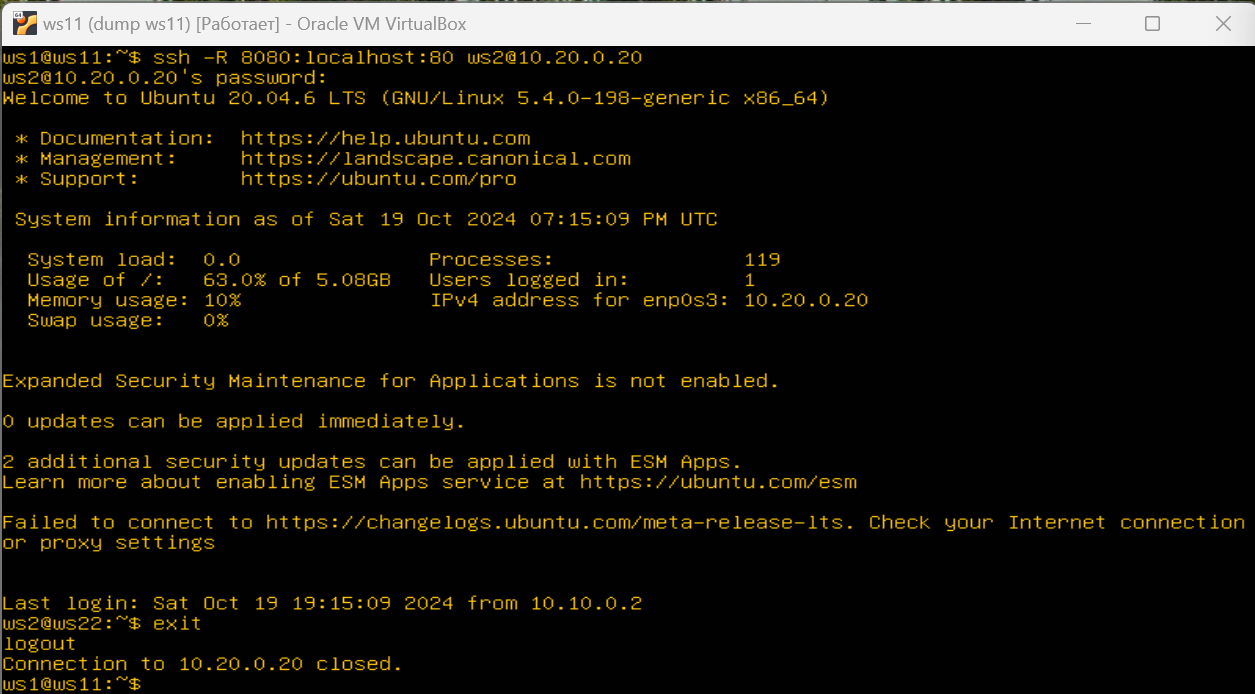 ws11 (dump ws11) [Работает] - Oracle VM VirtualBox
ws1@ws11:~$ ssh -R 8080:localhost:80 ws2@10.20.0.20
ws2@10.20.0.20's password:
Welcome to Ubuntu 20.04.6 LTS (GNU/Linux 5.4.0-198-generic x86_64)
* Documentation:  https://help.ubuntu.com
* Management:     https://landscape.canonical.com
* Support:        https://ubuntu.com/pro
System information as of Sat 19 Oct 2024 07:15:09 PM UTC
System load:  0.0               Processes:               119
Usage of /:   63.0% of 5.08GB   Users logged in:         1
Memory usage: 10%               IPv4 address for enp0s3: 10.20.0.20
Swap usage:   0%
Expanded Security Maintenance for Applications is not enabled.
0 updates can be applied immediately.
2 additional security updates can be applied with ESM Apps.
Learn more about enabling ESM Apps service at https://ubuntu.com/esm
Failed to connect to https://changelogs.ubuntu.com/meta-release-lts. Check your Internet connection
or proxy settings
Last login: Sat Oct 19 19:15:09 2024 from 10.10.0.2
ws2@ws22:~$ exit
logout
Connection to 10.20.0.20 closed.
ws1@ws11:~$